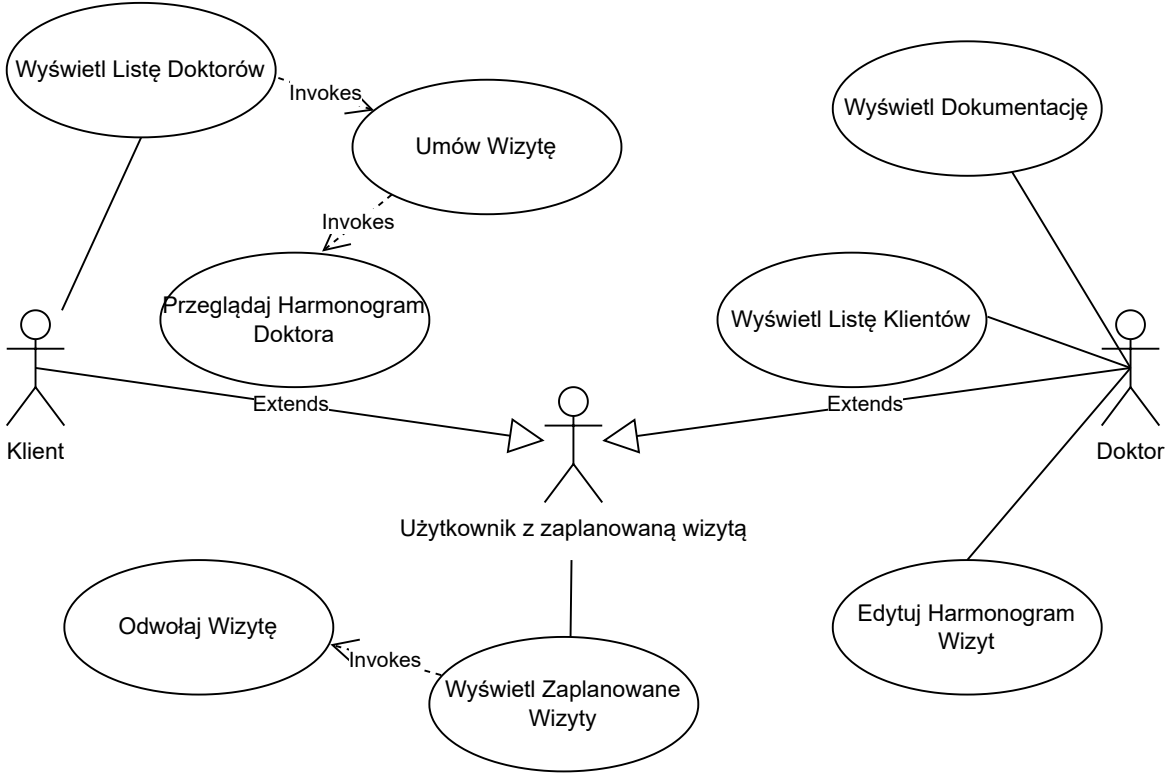 Wyświetl Listę Doktorów
Invokes
Umów Wizytę
Wyświetl Dokumentację
Invokes
Przeglądaj Harmonogram
Doktora
Wyświetl Listę Klientów
Extends
Extends
Klient
Doktor
Użytkownik z zaplanowaną wizytą
Odwołaj Wizytę
Invokes
Wyświetl Zaplanowane
Wizyty
Edytuj Harmonogram
Wizyt